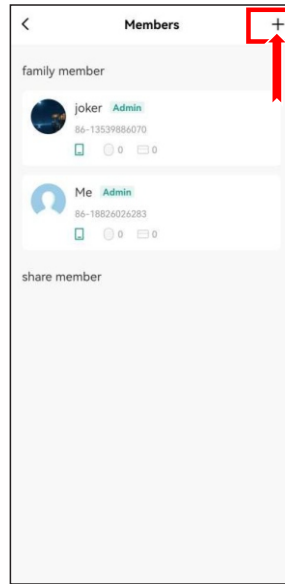 Members
family member
joker Admin
86-13539886070
0 0
Me Admin
86-18826026283
0 0
share member